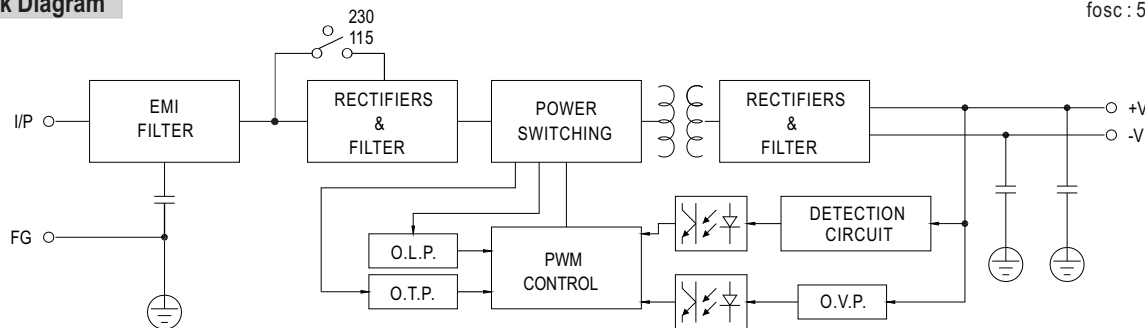 k Diagram
fosc : 5
230
115
I/P
EMI
FILTER
RECTIFIERS
&
FILTER
POWER
SWITCHING
RECTIFIERS
&
FILTER
+V
-V
FG
O.L.P.
O.T.P.
PWM
CONTROL
DETECTION
CIRCUIT
O.V.P.